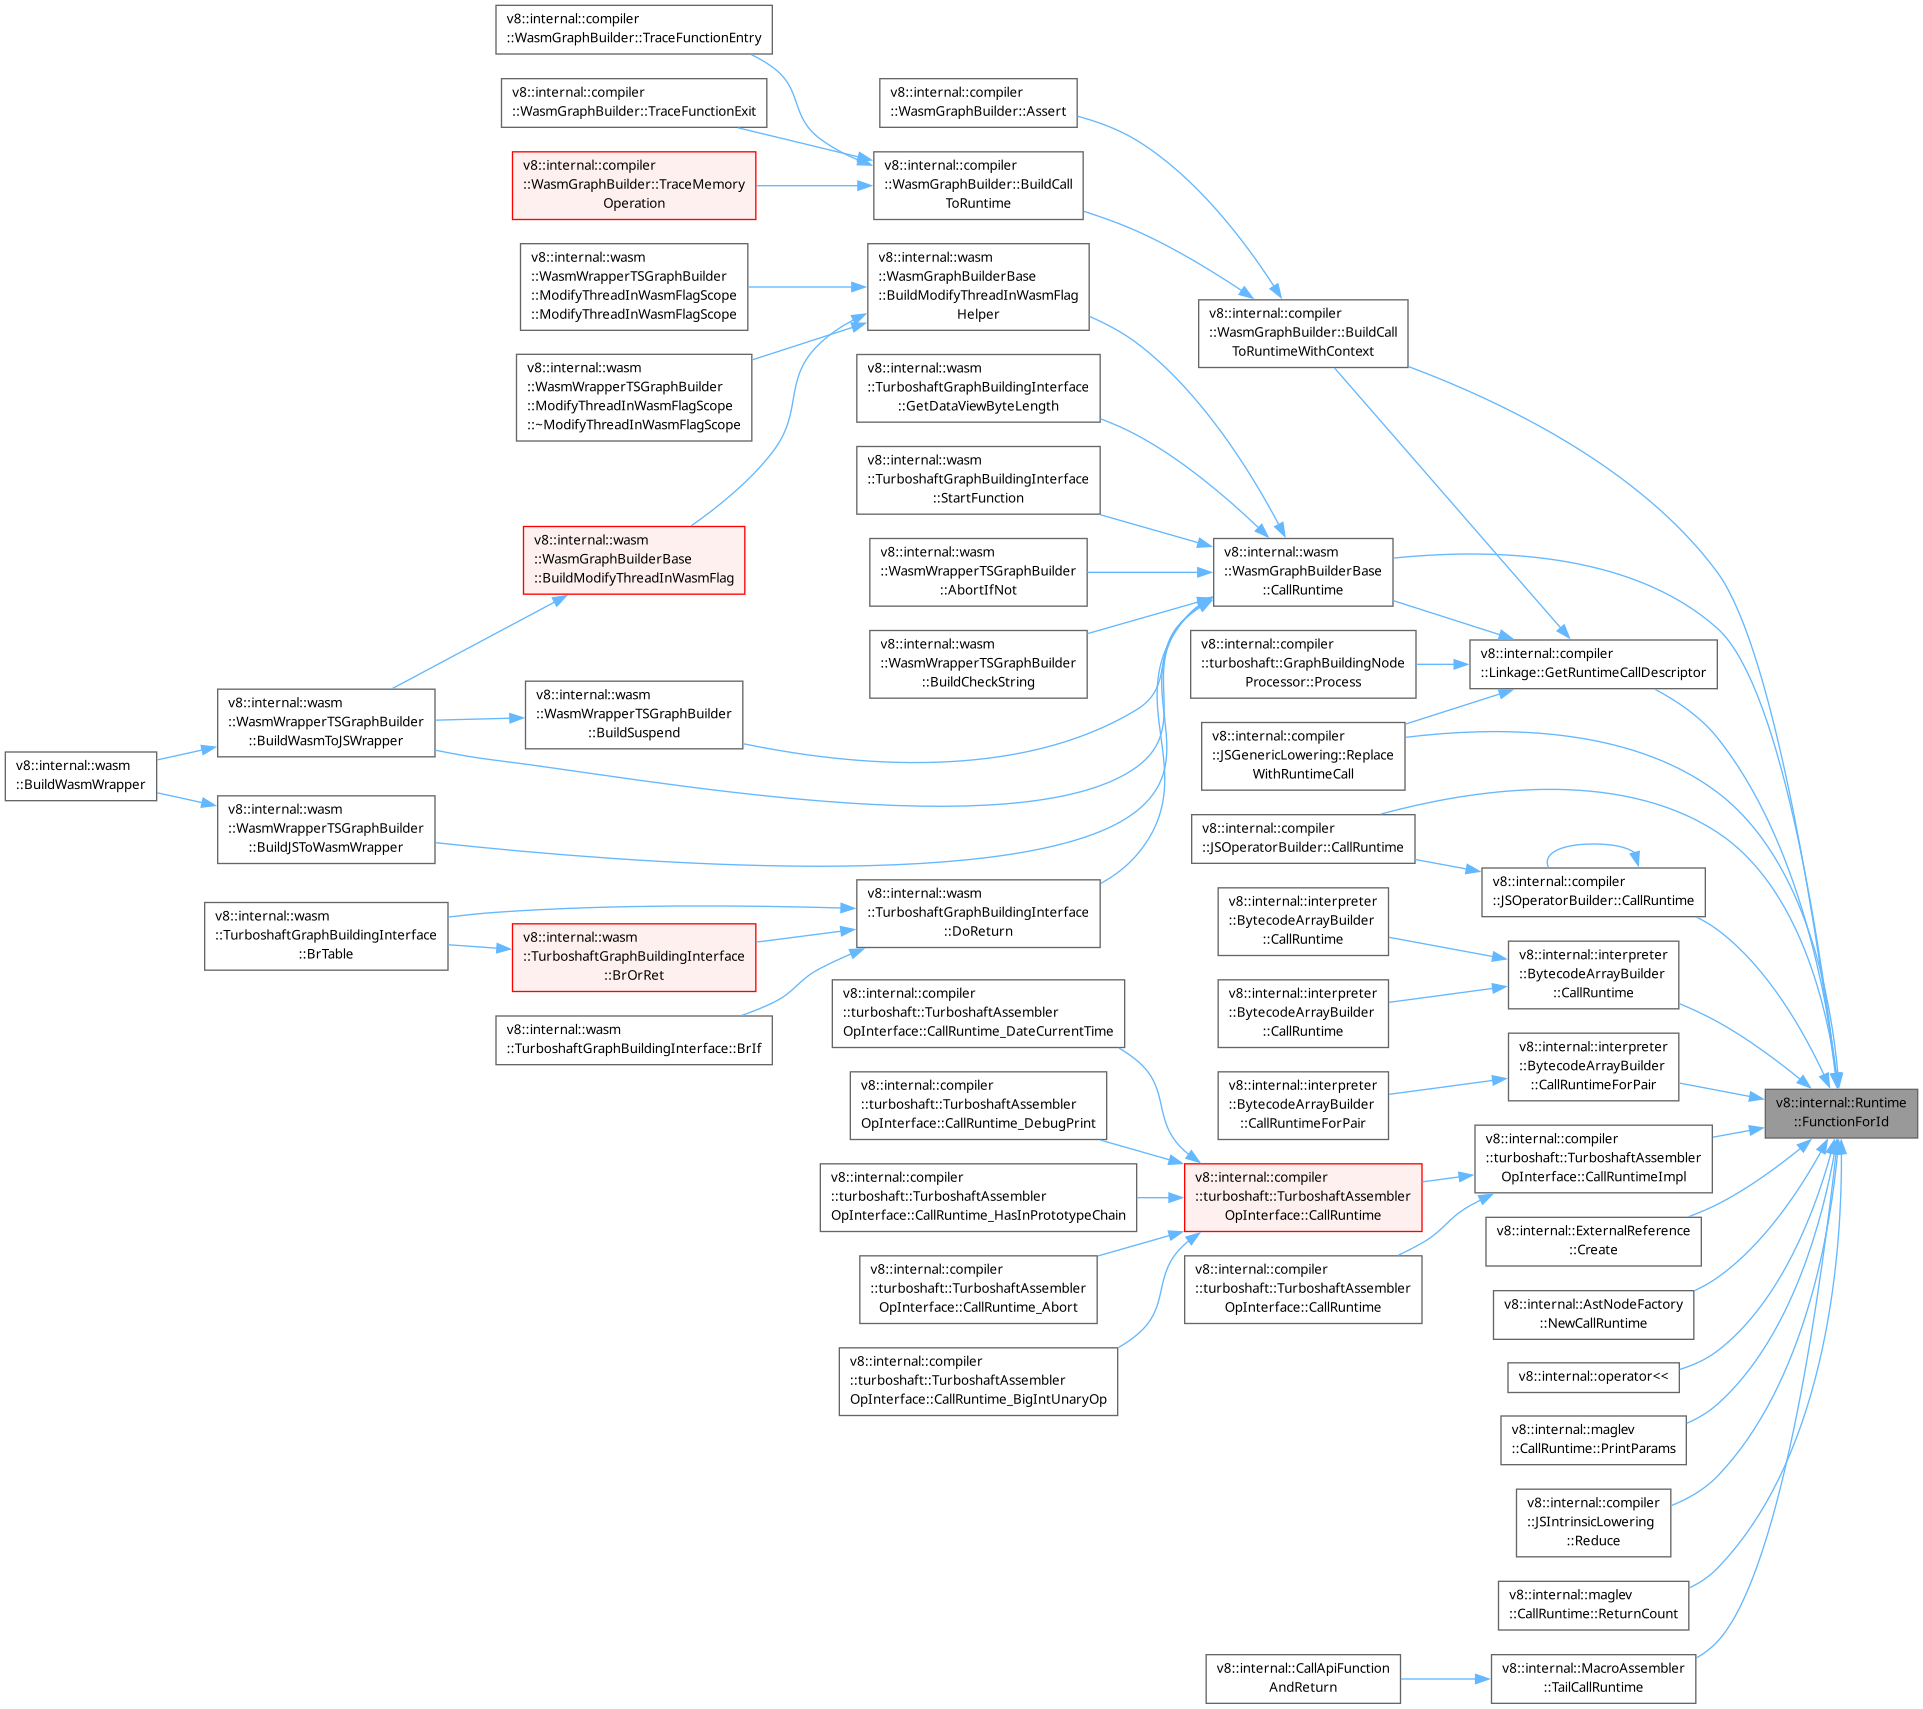 v8::internal::compiler
::WasmGraphBuilder::TraceFunctionEntry
v8::internal::compiler
::WasmGraphBuilder::TraceFunctionExit
v8::internal::compiler
::WasmGraphBuilder::TraceMemory
Operation
v8::internal::wasm
::WasmWrapperTSGraphBuilder
::ModifyThreadInWasmFlagScope
::ModifyThreadInWasmFlagScope
v8::internal::wasm
::WasmWrapperTSGraphBuilder
::ModifyThreadInWasmFlagScope
::~ModifyThreadInWasmFlagScope
v8::internal::wasm
::WasmGraphBuilderBase
::BuildModifyThreadInWasmFlag
v8::internal::wasm
::WasmWrapperTSGraphBuilder
::BuildSuspend
v8::internal::wasm
::WasmWrapperTSGraphBuilder
::BuildWasmToJSWrapper
v8::internal::wasm
::BuildWasmWrapper
v8::internal::wasm
::WasmWrapperTSGraphBuilder
::BuildJSToWasmWrapper
v8::internal::wasm
::TurboshaftGraphBuildingInterface
::BrTable
v8::internal::wasm
::TurboshaftGraphBuildingInterface
::BrOrRet
v8::internal::wasm
::TurboshaftGraphBuildingInterface::BrIf
v8::internal::compiler
::WasmGraphBuilder::Assert
v8::internal::compiler
::WasmGraphBuilder::BuildCall
ToRuntime
v8::internal::wasm
::WasmGraphBuilderBase
::BuildModifyThreadInWasmFlag
Helper
v8::internal::wasm
::TurboshaftGraphBuildingInterface
::GetDataViewByteLength
v8::internal::wasm
::TurboshaftGraphBuildingInterface
::StartFunction
v8::internal::wasm
::WasmWrapperTSGraphBuilder
::AbortIfNot
v8::internal::wasm
::WasmWrapperTSGraphBuilder
::BuildCheckString
v8::internal::wasm
::TurboshaftGraphBuildingInterface
::DoReturn
v8::internal::compiler
::turboshaft::TurboshaftAssembler
OpInterface::CallRuntime_DateCurrentTime
v8::internal::compiler
::turboshaft::TurboshaftAssembler
OpInterface::CallRuntime_DebugPrint
v8::internal::compiler
::turboshaft::TurboshaftAssembler
OpInterface::CallRuntime_HasInPrototypeChain
v8::internal::compiler
::turboshaft::TurboshaftAssembler
OpInterface::CallRuntime_Abort
v8::internal::compiler
::turboshaft::TurboshaftAssembler
OpInterface::CallRuntime_BigIntUnaryOp
v8::internal::compiler
::WasmGraphBuilder::BuildCall
ToRuntimeWithContext
v8::internal::wasm
::WasmGraphBuilderBase
::CallRuntime
v8::internal::compiler
::turboshaft::GraphBuildingNode
Processor::Process
v8::internal::compiler
::JSGenericLowering::Replace
WithRuntimeCall
v8::internal::compiler
::JSOperatorBuilder::CallRuntime
v8::internal::interpreter
::BytecodeArrayBuilder
::CallRuntime
v8::internal::interpreter
::BytecodeArrayBuilder
::CallRuntime
v8::internal::interpreter
::BytecodeArrayBuilder
::CallRuntimeForPair
v8::internal::compiler
::turboshaft::TurboshaftAssembler
OpInterface::CallRuntime
v8::internal::compiler
::turboshaft::TurboshaftAssembler
OpInterface::CallRuntime
v8::internal::CallApiFunction
AndReturn
v8::internal::compiler
::Linkage::GetRuntimeCallDescriptor
v8::internal::compiler
::JSOperatorBuilder::CallRuntime
v8::internal::interpreter
::BytecodeArrayBuilder
::CallRuntime
v8::internal::interpreter
::BytecodeArrayBuilder
::CallRuntimeForPair
v8::internal::compiler
::turboshaft::TurboshaftAssembler
OpInterface::CallRuntimeImpl
v8::internal::ExternalReference
::Create
v8::internal::AstNodeFactory
::NewCallRuntime
v8::internal::operator<<
v8::internal::maglev
::CallRuntime::PrintParams
v8::internal::compiler
::JSIntrinsicLowering
::Reduce
v8::internal::maglev
::CallRuntime::ReturnCount
v8::internal::MacroAssembler
::TailCallRuntime
v8::internal::Runtime
::FunctionForId